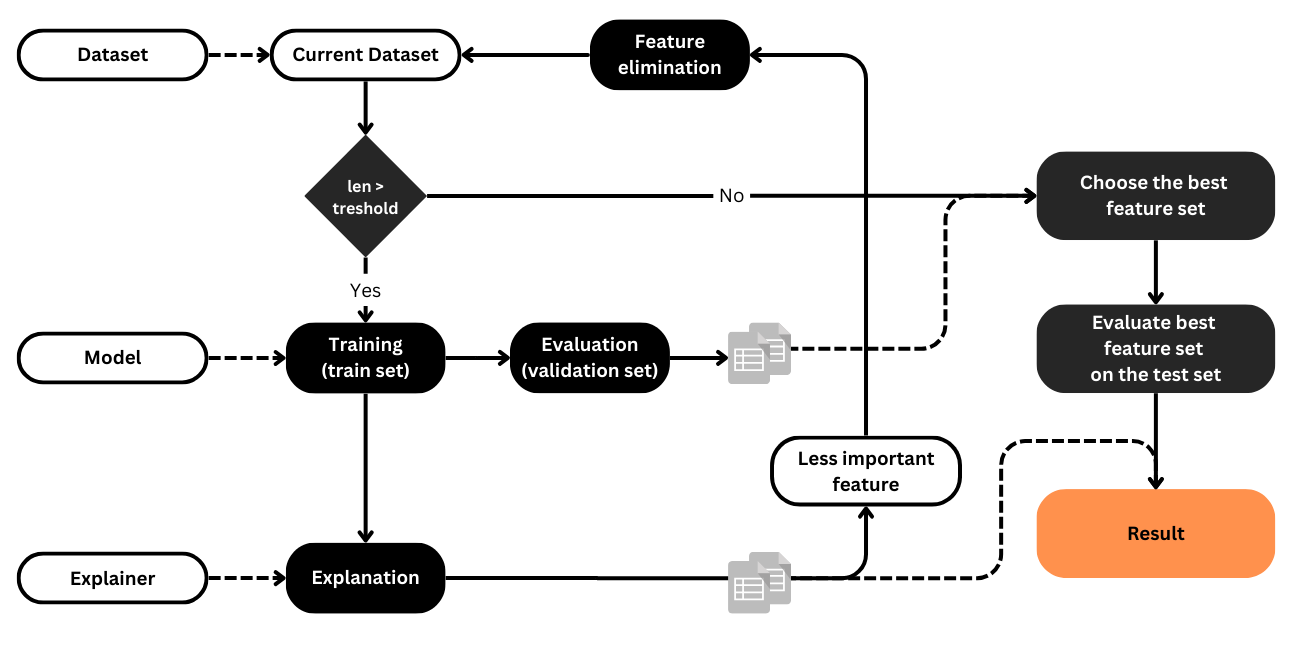 Dataset
Current Dataset
Feature
elimination
len >
treshold
No
Choose the best
feature set
Yes
Model
Training
(train set)
Evaluation
(validation set)
Evaluate best
feature set
on the test set
Less important
feature
Explainer
Explanation
Result